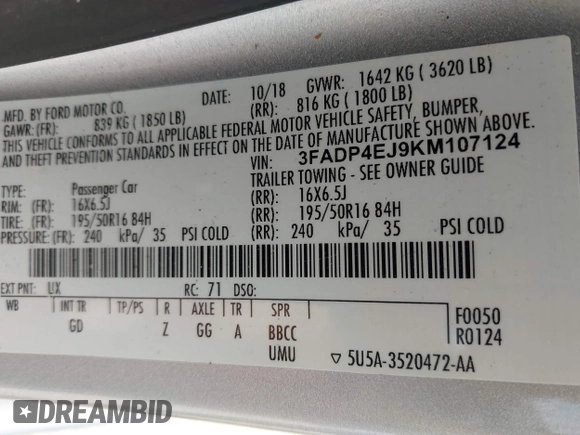 MFD. BY FORD MOTOR CO.
DATE: 10/18 GVWR: 1642 KG ( 3620 LB)
GAWR: (FR): 839 KG ( 1850 LB) (RR): 816 KG ( 1800 LB)
THIS VEHICLE CONFORMS TO ALL APPLICABLE FEDERAL MOTOR VEHICLE SAFETY, BUMPER,
AND THEFT PREVENTION STANDARDS IN EFFECT ON THE DATE OF MANUFACTURE SHOWN ABOVE.
VIN: 3FADP4EJ9KM107124
TYPE: Passenger Car TRAILER TOWING - SEE OWNER GUIDE
RIM: (FR): 16X6.5J (RR): 16X6.5J
TIRE: (FR): 195/50R16 84H (RR): 195/50R16 84H
PRESSURE: (FR): 240 kPa/ 35 PSI COLD (RR): 240 kPa/ 35 PSI COLD
EXT PNT: UX RC: 71 DSO:
WB INT TR TP/PS R AXLE TR SPR F0050
GD Z GG A BBCC R0124
UMU ▽ 5U5A-3520472-AA
DREAMBID